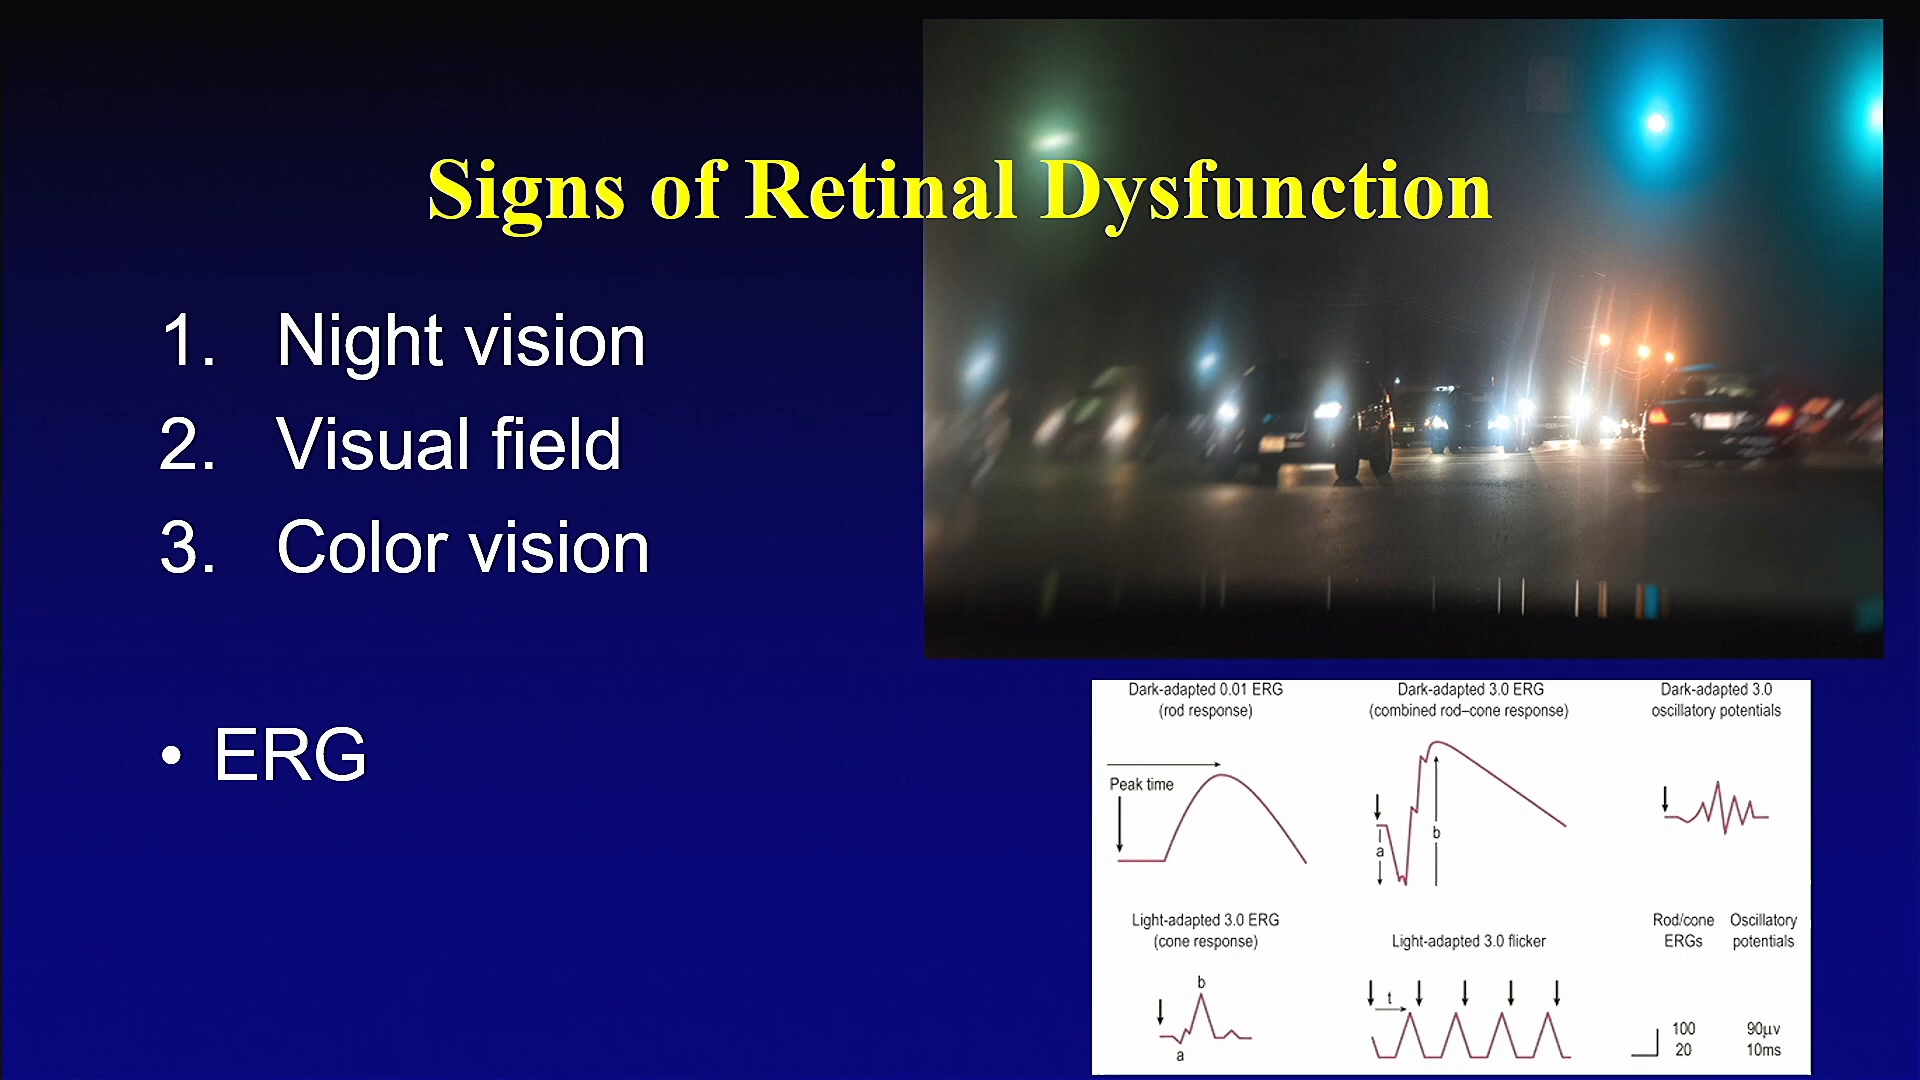 Signs of Retinal Dysfunction
1. Night vision
2. Visual field
3. Color vision
• ERG
Dark-adapted 0.01 ERG
(rod response)
Peak time
Dark-adapted 3.0 ERG
(combined rod–cone response)
a
b
Dark-adapted 3.0
oscillatory potentials
Light-adapted 3.0 ERG
(cone response)
b
a
Light-adapted 3.0 flicker
t
Rod/cone ERGs
Oscillatory potentials
100 90μv
20 10ms